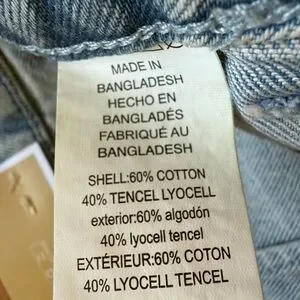 MADE IN
BANGLADESH
HECHO EN
BANGLADÉS
FABRIQUÉ AU
BANGLADESH
SHELL:60% COTTON
40% TENCEL LYOCELL
exterior:60% algodón
40% lyocell tencel
EXTÉRIEUR:60% COTON
40% LYOCELL TENCEL